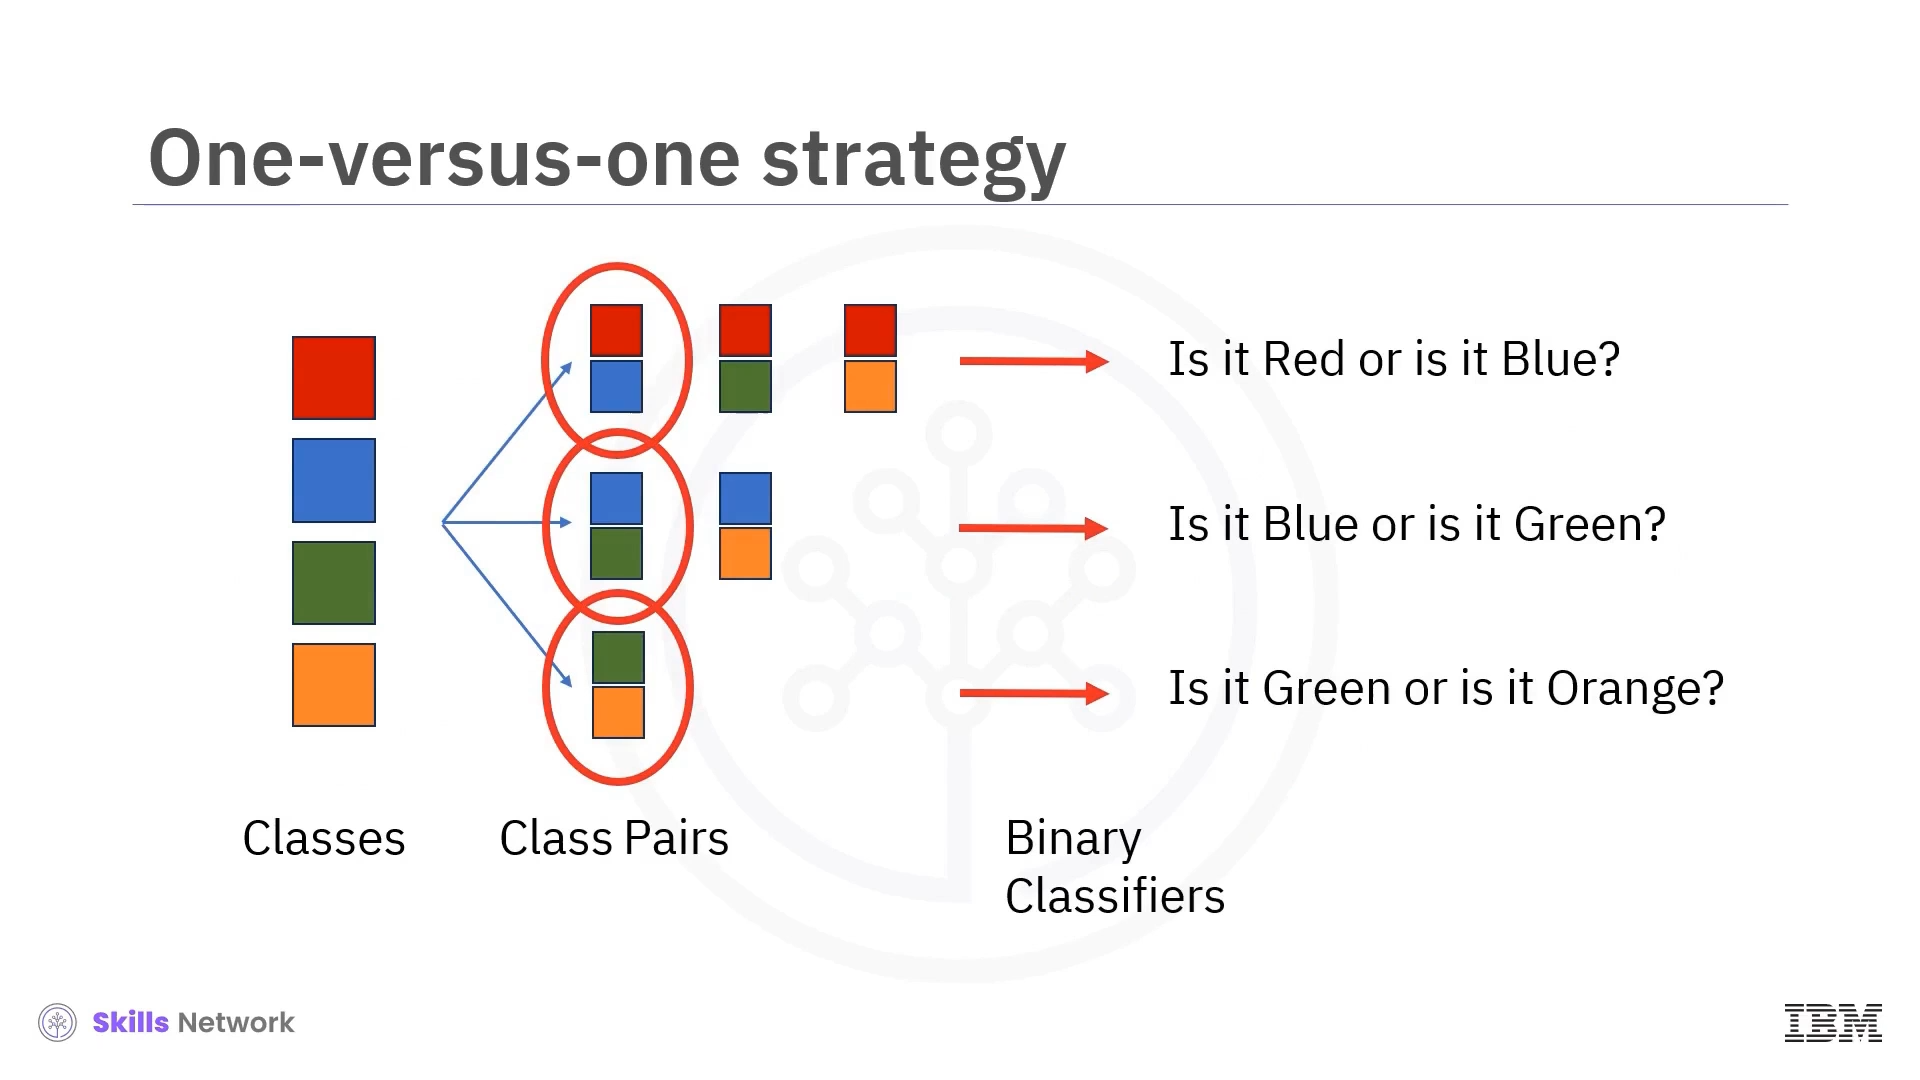 One-versus-one strategy
Is it Red or is it Blue?
Is it Blue or is it Green?
Is it Green or is it Orange?
Classes
Class Pairs
Binary
Classifiers
Skills Network
IBM